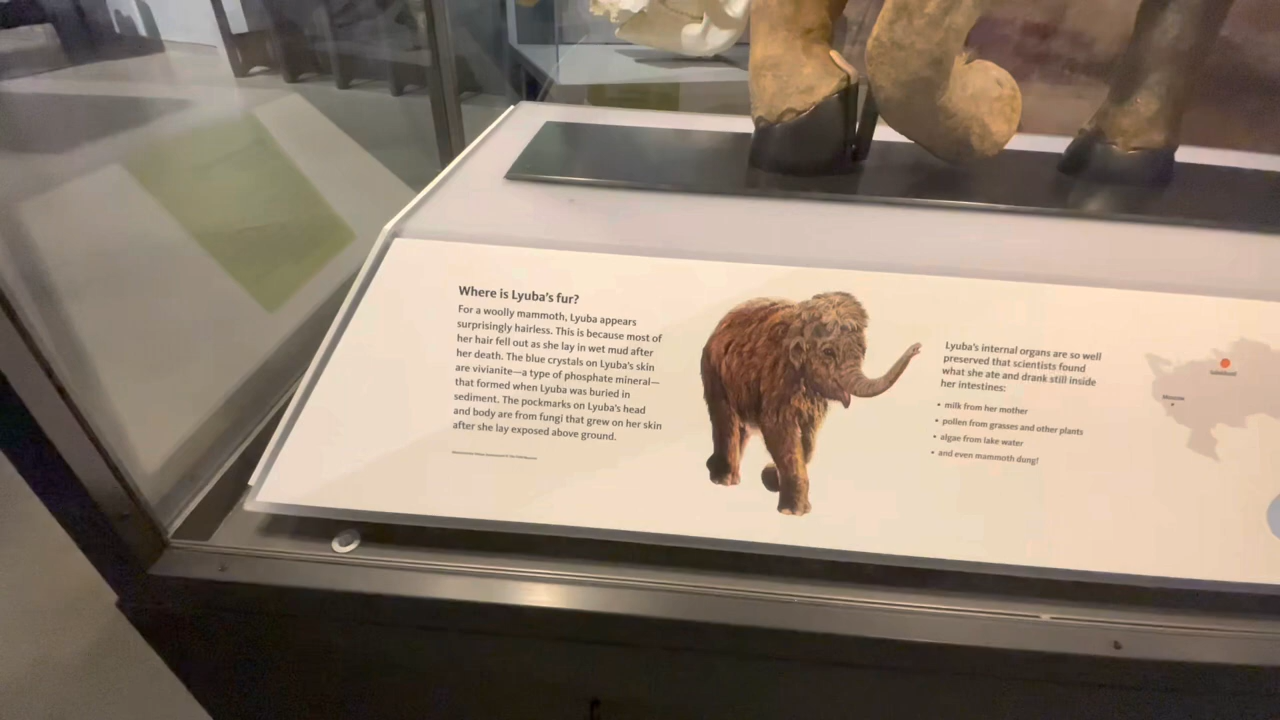 Where is Lyuba's fur?
For a woolly mammoth, Lyuba appears
surprisingly hairless. This is because most of
her hair fell out as she lay in wet mud after
her death. The blue crystals on Lyuba's skin
are vivianite—a type of phosphate mineral—
that formed when Lyuba was buried in
sediment. The pockmarks on Lyuba's head
and body are from fungi that grew on her skin
after she lay exposed above ground.
Lyuba's internal organs are so well
preserved that scientists found
what she ate and drank still inside
her intestines:
• milk from her mother
• pollen from grasses and other plants
• algae from lake water
• and even mammoth dung!
Moscow